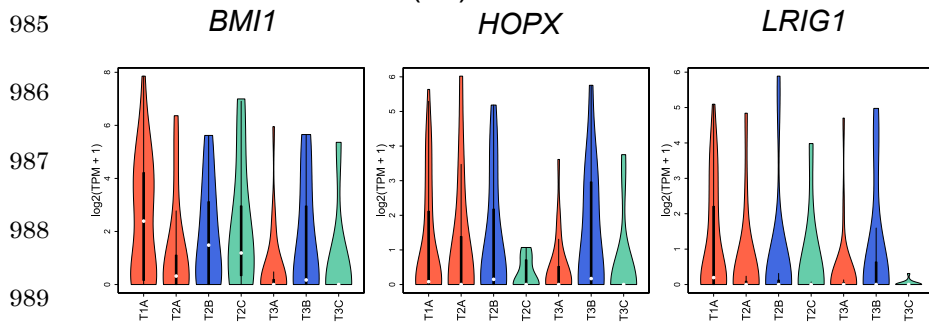 985
BMI1 HOPX LRIG1
986
987
988
989
log2(TPM + 1)
0 2 4 6 8
T1A T2A T2B T2C T3A T3B T3C
log2(TPM + 1)
0 1 2 3 4 5 6
T1A T2A T2B T2C T3A T3B T3C
log2(TPM + 1)
0 1 2 3 4 5 6
T1A T2A T2B T2C T3A T3B T3C